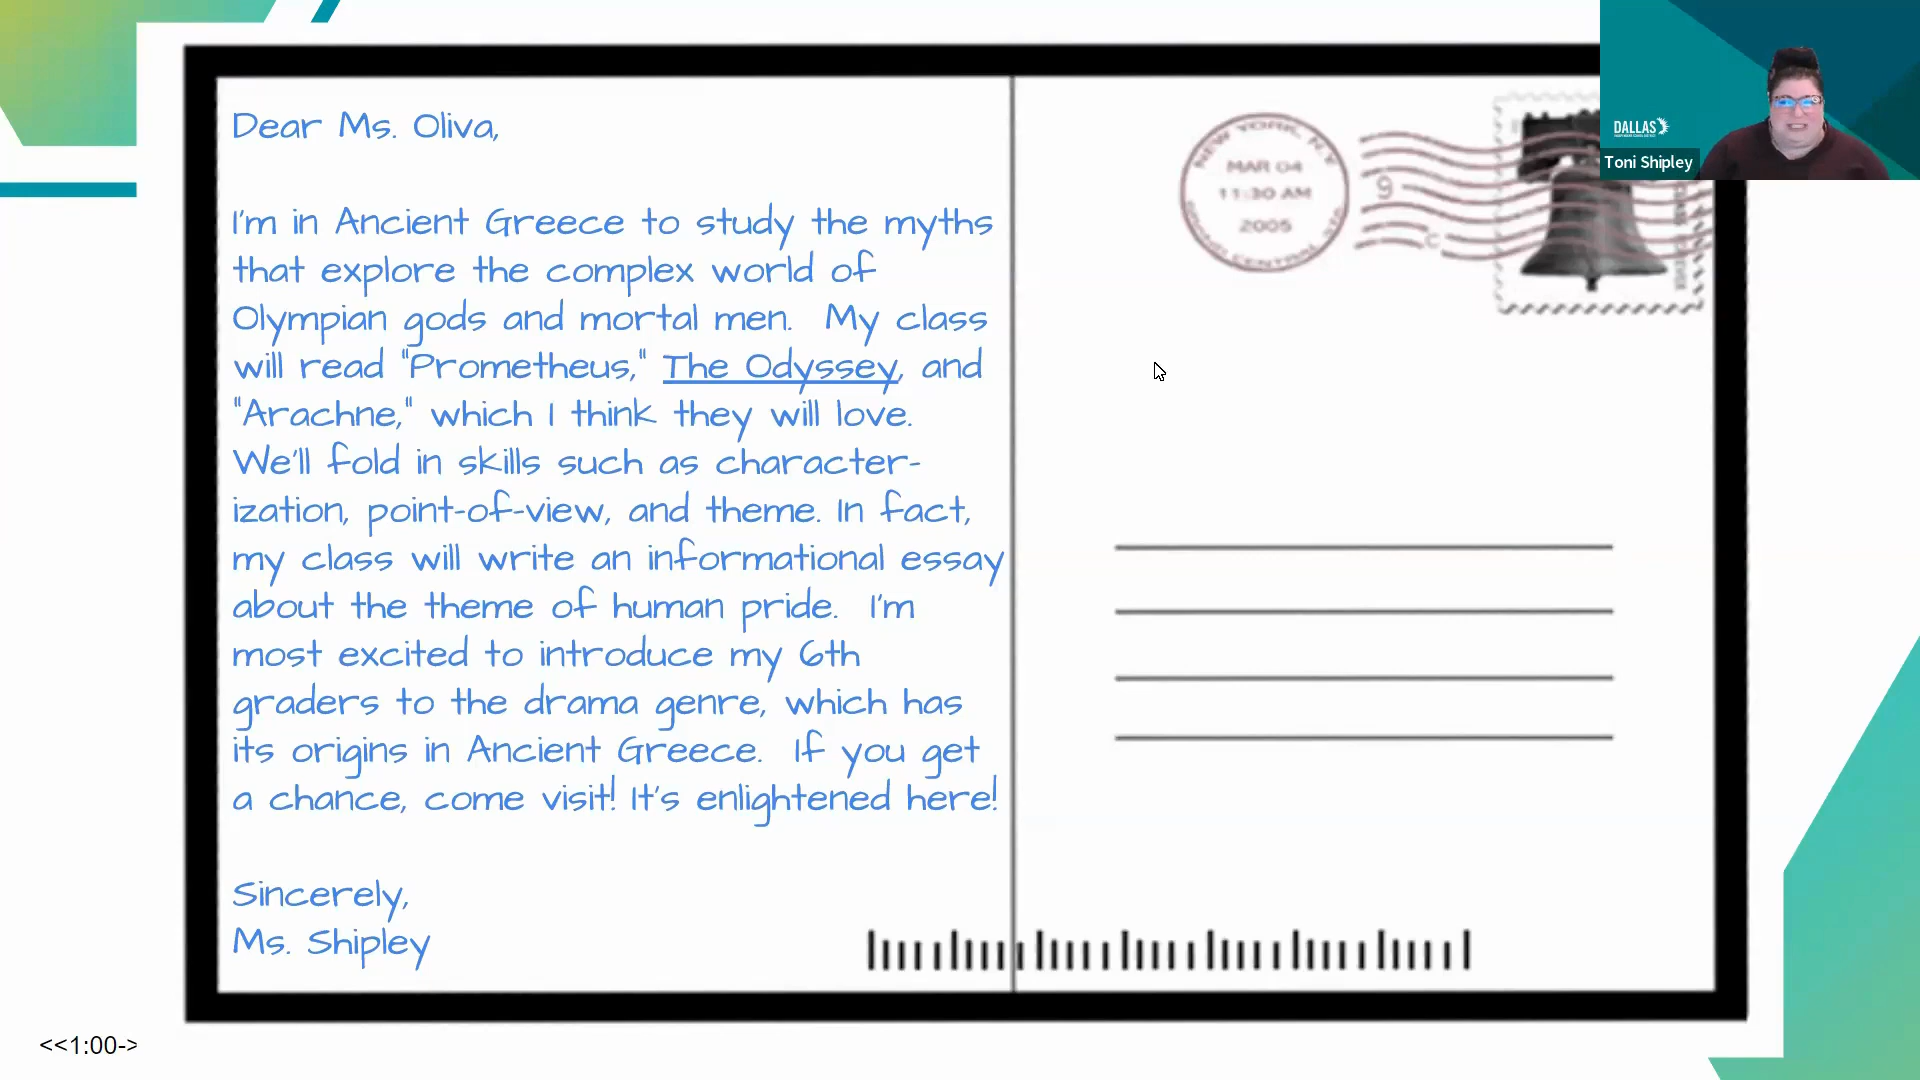 Dear Ms. Oliva,
I'm in Ancient Greece to study the myths
that explore the complex world of
Olympian gods and mortal men.  My class
will read "Prometheus," The Odyssey, and
"Arachne," which I think they will love.
We'll fold in skills such as character-
ization, point-of-view, and theme. In fact,
my class will write an informational essay
about the theme of human pride.  I'm
most excited to introduce my 6th
graders to the drama genre, which has
its origins in Ancient Greece.  If you get
a chance, come visit! It's enlightened here!
Sincerely,
Ms. Shipley
NEW YORK, N.Y.
MAR 04
11:30 AM
2005
CENTRAL STA
9
C
DALLAS
Toni Shipley
<<1:00->